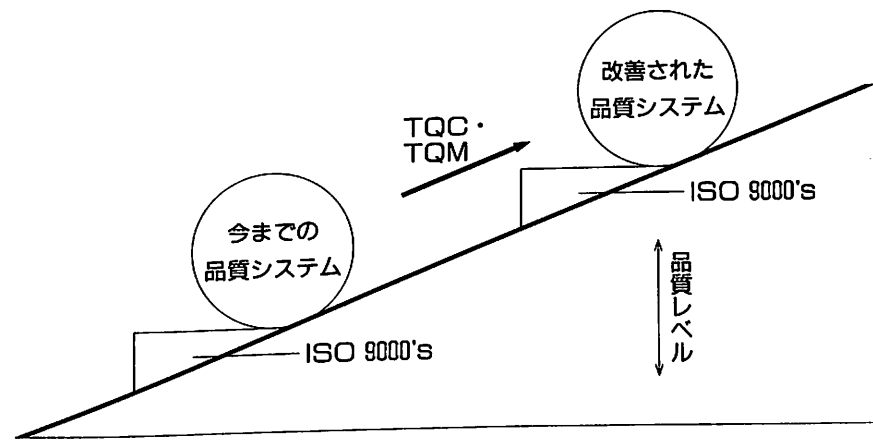 改善された
品質システム
TQC・
TQM
ISO 9000's
今までの
品質システム
品質レベル
ISO 9000's